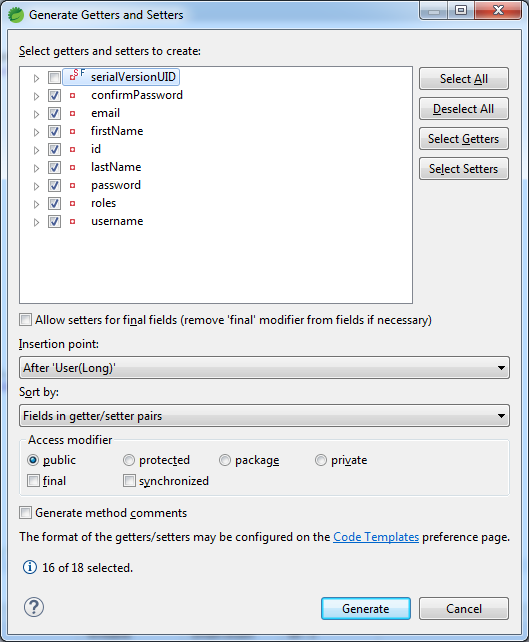 Generate Getters and Setters
Select getters and setters to create:
S F serialVersionUID
confirmPassword
email
firstName
id
lastName
password
roles
username
Select All
Deselect All
Select Getters
Select Setters
Allow setters for final fields (remove 'final' modifier from fields if necessary)
Insertion point:
After 'User(Long)'
Sort by:
Fields in getter/setter pairs
Access modifier
public protected package private
final synchronized
Generate method comments
The format of the getters/setters may be configured on the Code Templates preference page.
16 of 18 selected.
Generate Cancel